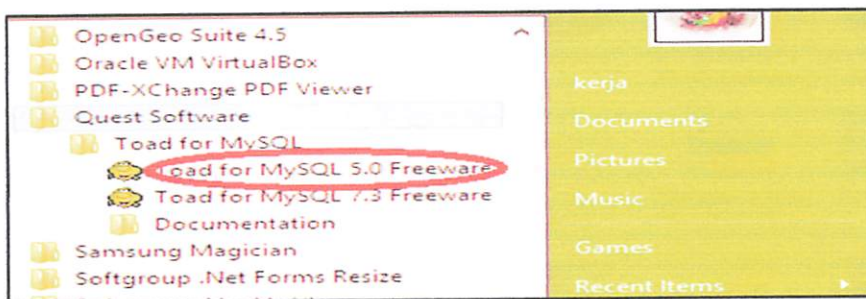 OpenGeo Suite 4.5
Oracle VM VirtualBox
PDF-XChange PDF Viewer
Quest Software
Toad for MySQL
Toad for MySQL 5.0 Freeware
Toad for MySQL 7.3 Freeware
Documentation
Samsung Magician
Softgroup .Net Forms Resize
kerja
Documents
Pictures
Music
Games
Recent Items